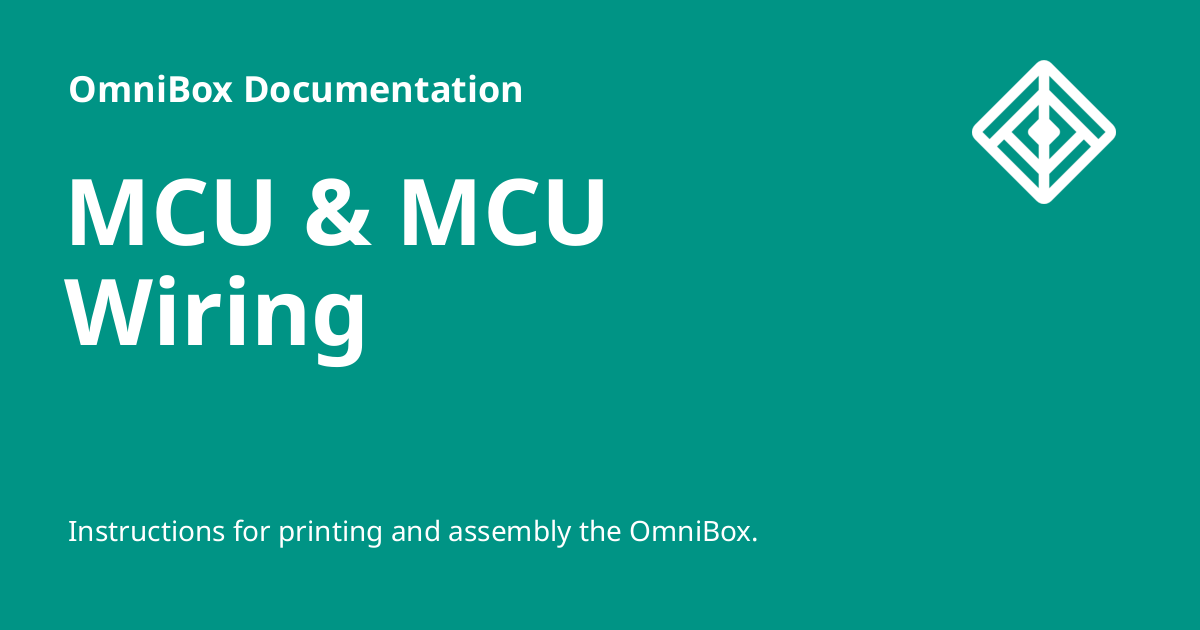 OmniBox Documentation
MCU & MCU
Wiring
Instructions for printing and assembly the OmniBox.